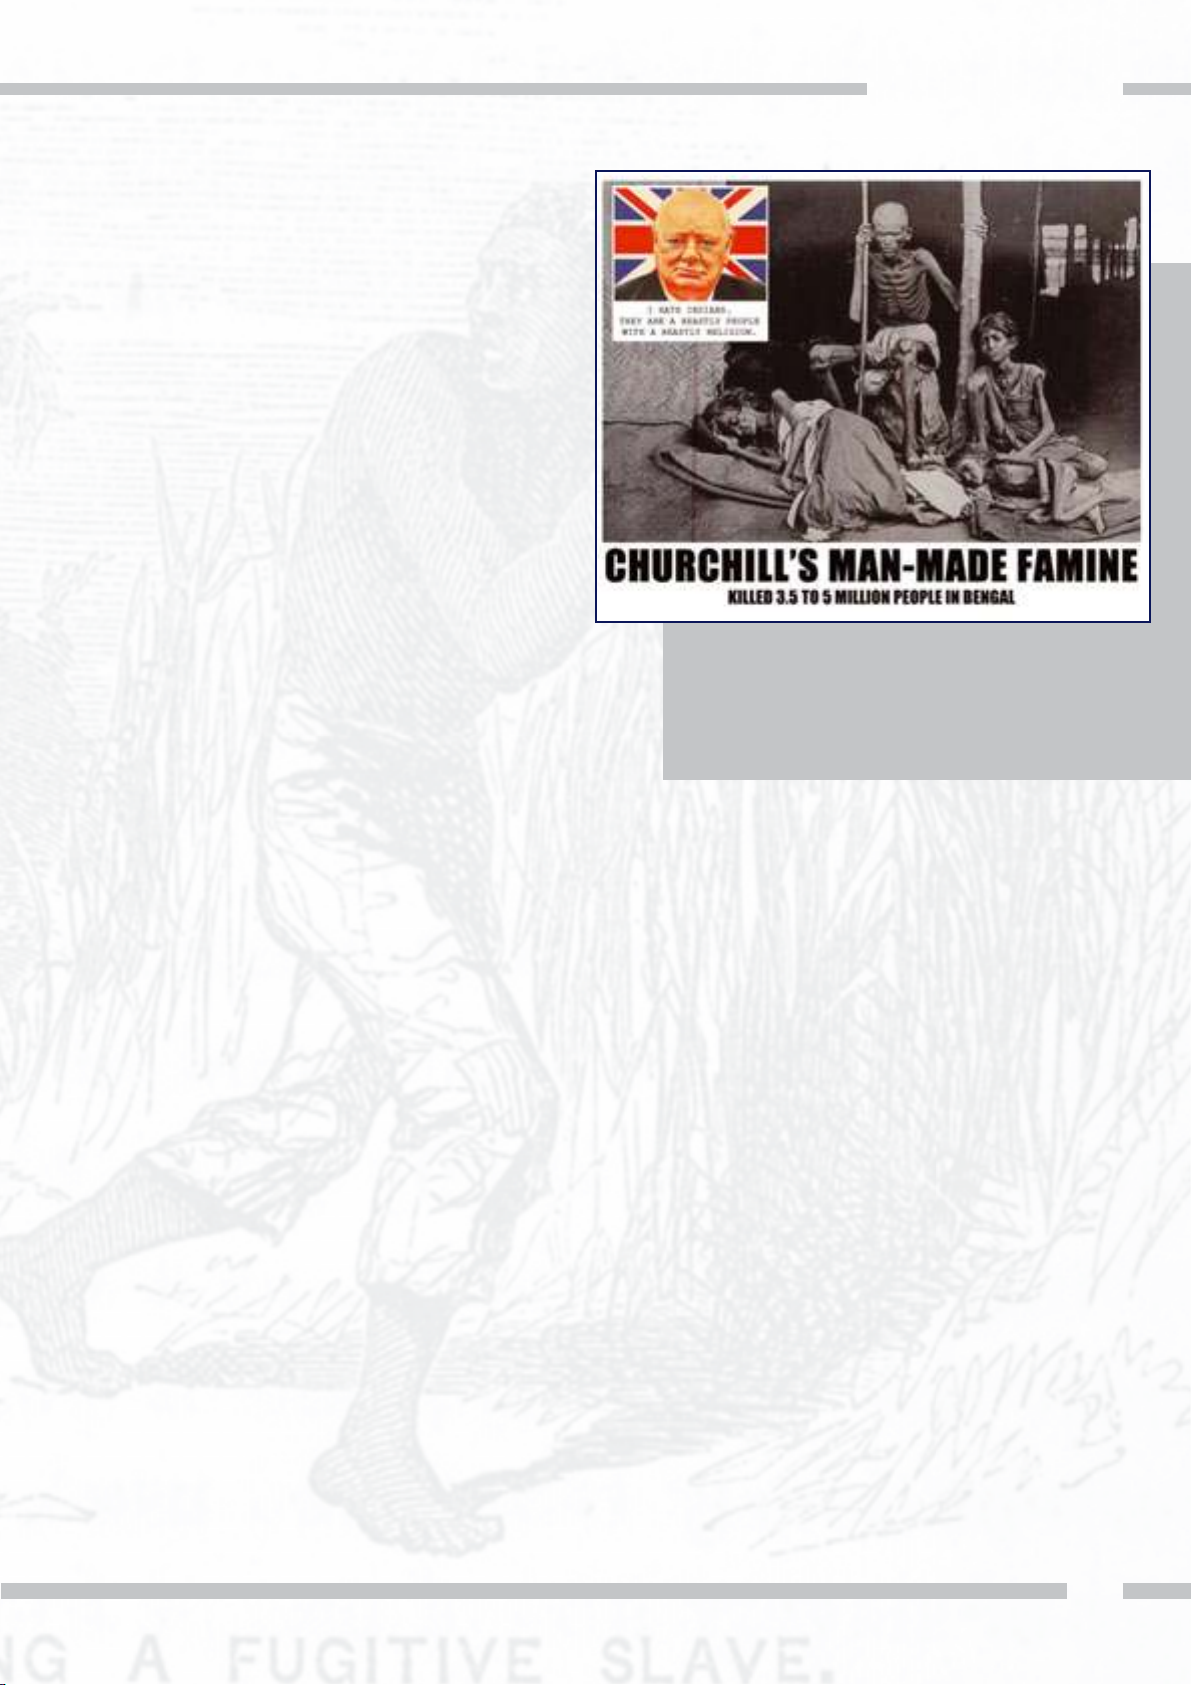 I HATE INDIANS.
THEY ARE A BEASTLY PEOPLE
WITH A BEASTLY RELIGION.
CHURCHILL'S MAN-MADE FAMINE
KILLED 3.5 TO 5 MILLION PEOPLE IN BENGAL
A FUGITIVE SLAVE.